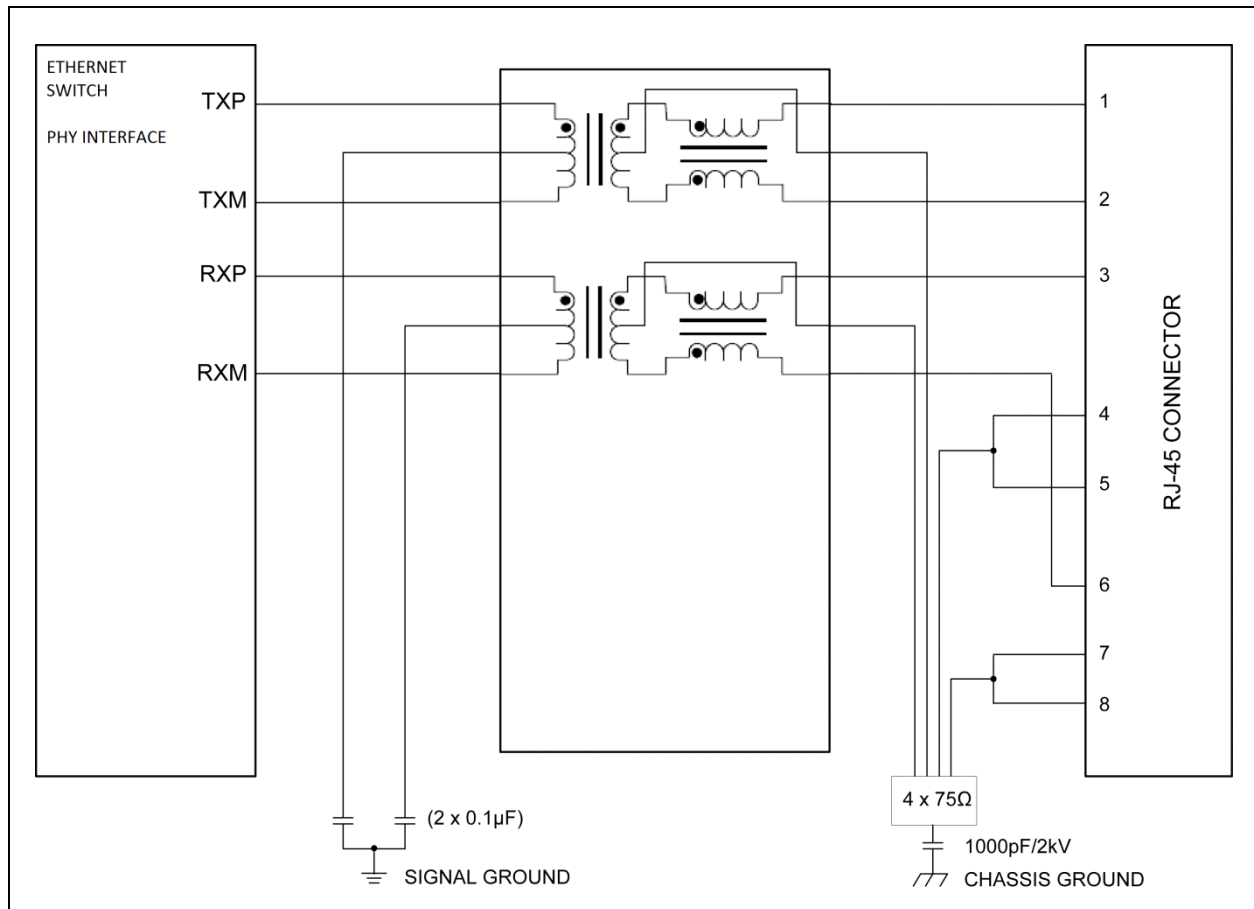 ETHERNET
SWITCH
PHY INTERFACE
TXP
TXM
RXP
RXM
1
2
3
4
5
6
7
8
RJ-45 CONNECTOR
(2 x 0.1µF)
SIGNAL GROUND
4 x 75Ω
1000pF/2kV
CHASSIS GROUND